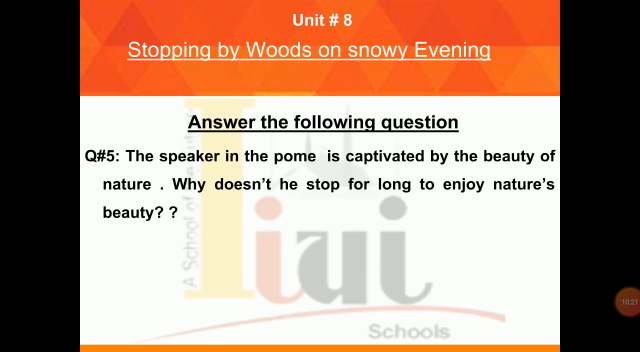 Unit # 8
Stopping by Woods on snowy Evening
Answer the following question
Q#5: The speaker in the pome is captivated by the beauty of
nature . Why doesn't he stop for long to enjoy nature's
beauty? ?
iiui
Schools
10:21